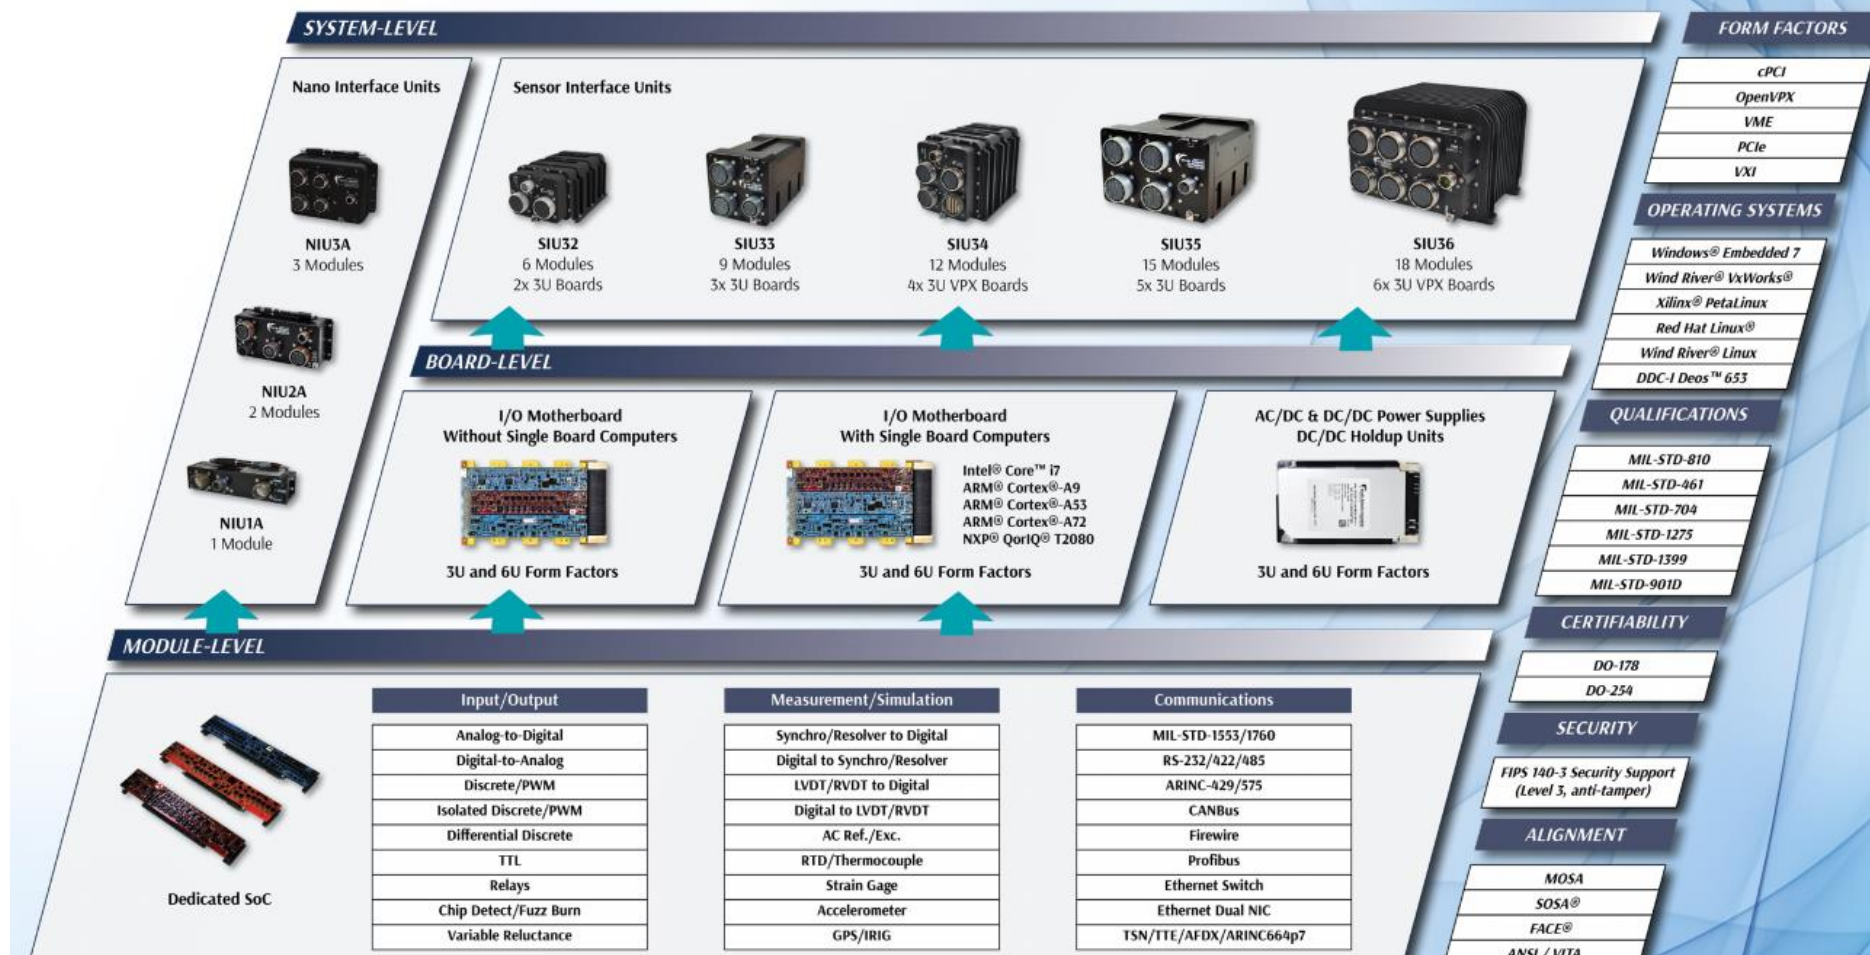 SYSTEM-LEVEL
Nano Interface Units
NIU3A
3 Modules
NIU2A
2 Modules
NIU1A
1 Module
Sensor Interface Units
SIU32
6 Modules
2x 3U Boards
SIU33
9 Modules
3x 3U Boards
SIU34
12 Modules
4x 3U VPX Boards
SIU35
15 Modules
5x 3U Boards
SIU36
18 Modules
6x 3U VPX Boards
BOARD-LEVEL
I/O Motherboard
Without Single Board Computers
3U and 6U Form Factors
I/O Motherboard
With Single Board Computers
Intel® Core™ i7
ARM® Cortex®-A9
ARM® Cortex®-A53
ARM® Cortex®-A72
NXP® QorIQ® T2080
3U and 6U Form Factors
AC/DC & DC/DC Power Supplies
DC/DC Holdup Units
3U and 6U Form Factors
MODULE-LEVEL
Dedicated SoC
Input/Output
Analog-to-Digital
Digital-to-Analog
Discrete/PWM
Isolated Discrete/PWM
Differential Discrete
TTL
Relays
Chip Detect/Fuzz Burn
Variable Reluctance
Measurement/Simulation
Synchro/Resolver to Digital
Digital to Synchro/Resolver
LVDT/RVDT to Digital
Digital to LVDT/RVDT
AC Ref./Exc.
RTD/Thermocouple
Strain Gage
Accelerometer
GPS/IRIG
Communications
MIL-STD-1553/1760
RS-232/422/485
ARINC-429/575
CANBus
Firewire
Profibus
Ethernet Switch
Ethernet Dual NIC
TSN/TTE/AFDX/ARINC664p7
FORM FACTORS
cPCI
OpenVPX
VME
PCIe
VXI
OPERATING SYSTEMS
Windows® Embedded 7
Wind River® VxWorks®
Xilinx® PetaLinux
Red Hat Linux®
Wind River® Linux
DDC-I Deos™ 653
QUALIFICATIONS
MIL-STD-810
MIL-STD-461
MIL-STD-704
MIL-STD-1275
MIL-STD-1399
MIL-STD-901D
CERTIFIABILITY
DO-178
DO-254
SECURITY
FIPS 140-3 Security Support
(Level 3, anti-tamper)
ALIGNMENT
MOSA
SOSA®
FACE®
ANSI / VITA